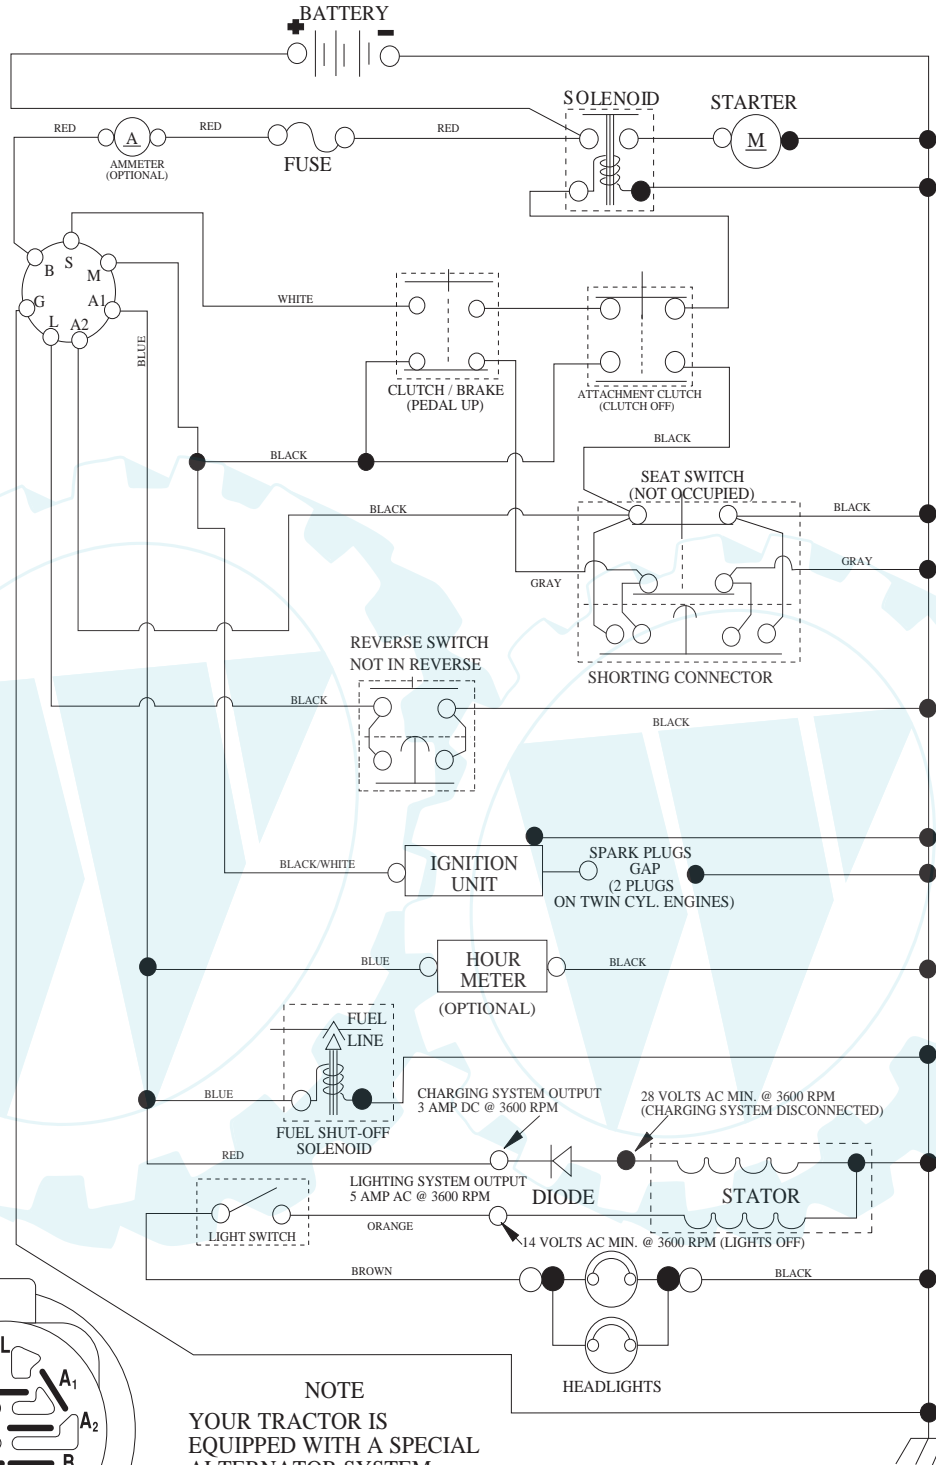 BATTERY
+ -
SOLENOID
STARTER
RED
A
RED
RED
M
AMMETER
(OPTIONAL)
FUSE
B
S
M
G
A1
L
A2
WHITE
BLUE
CLUTCH / BRAKE
(PEDAL UP)
ATTACHMENT CLUTCH
(CLUTCH OFF)
BLACK
BLACK
SEAT SWITCH
(NOT OCCUPIED)
BLACK
BLACK
GRAY
GRAY
REVERSE SWITCH
NOT IN REVERSE
SHORTING CONNECTOR
BLACK
BLACK
BLACK/WHITE
IGNITION
UNIT
SPARK PLUGS
GAP
(2 PLUGS
ON TWIN CYL. ENGINES)
BLUE
HOUR
METER
BLACK
(OPTIONAL)
FUEL
LINE
BLUE
CHARGING SYSTEM OUTPUT
3 AMP DC @ 3600 RPM
28 VOLTS AC MIN. @ 3600 RPM
(CHARGING SYSTEM DISCONNECTED)
FUEL SHUT-OFF
SOLENOID
RED
LIGHTING SYSTEM OUTPUT
5 AMP AC @ 3600 RPM
DIODE
STATOR
ORANGE
LIGHT SWITCH
14 VOLTS AC MIN. @ 3600 RPM (LIGHTS OFF)
BROWN
BLACK
HEADLIGHTS
L
A1
A2
B
NOTE
YOUR TRACTOR IS
EQUIPPED WITH A SPECIAL
ALTERNATOR SYSTEM